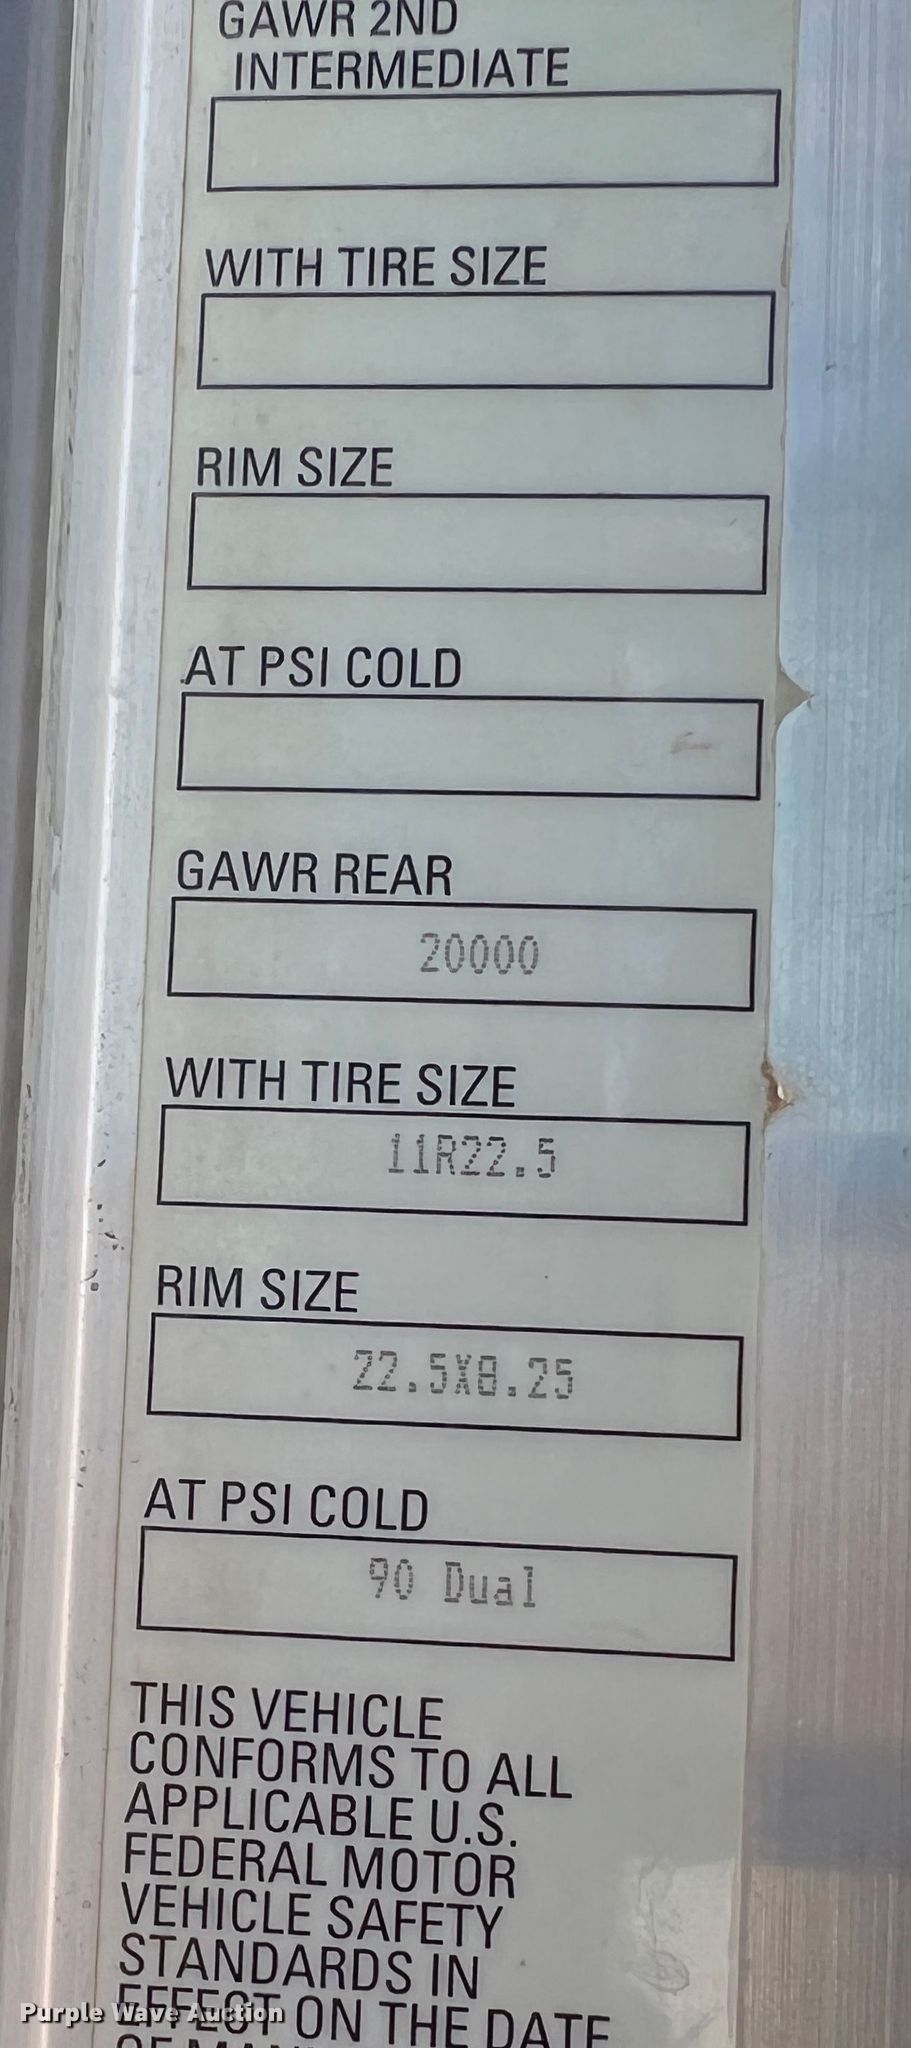 GAWR 2ND
INTERMEDIATE
WITH TIRE SIZE
RIM SIZE
AT PSI COLD
GAWR REAR
20000
WITH TIRE SIZE
11R22.5
RIM SIZE
22.5X8.25
AT PSI COLD
90 Dual
THIS VEHICLE
CONFORMS TO ALL
APPLICABLE U.S.
FEDERAL MOTOR
VEHICLE SAFETY
STANDARDS IN
EFFECT ON THE DATE
Purple Wave Auction